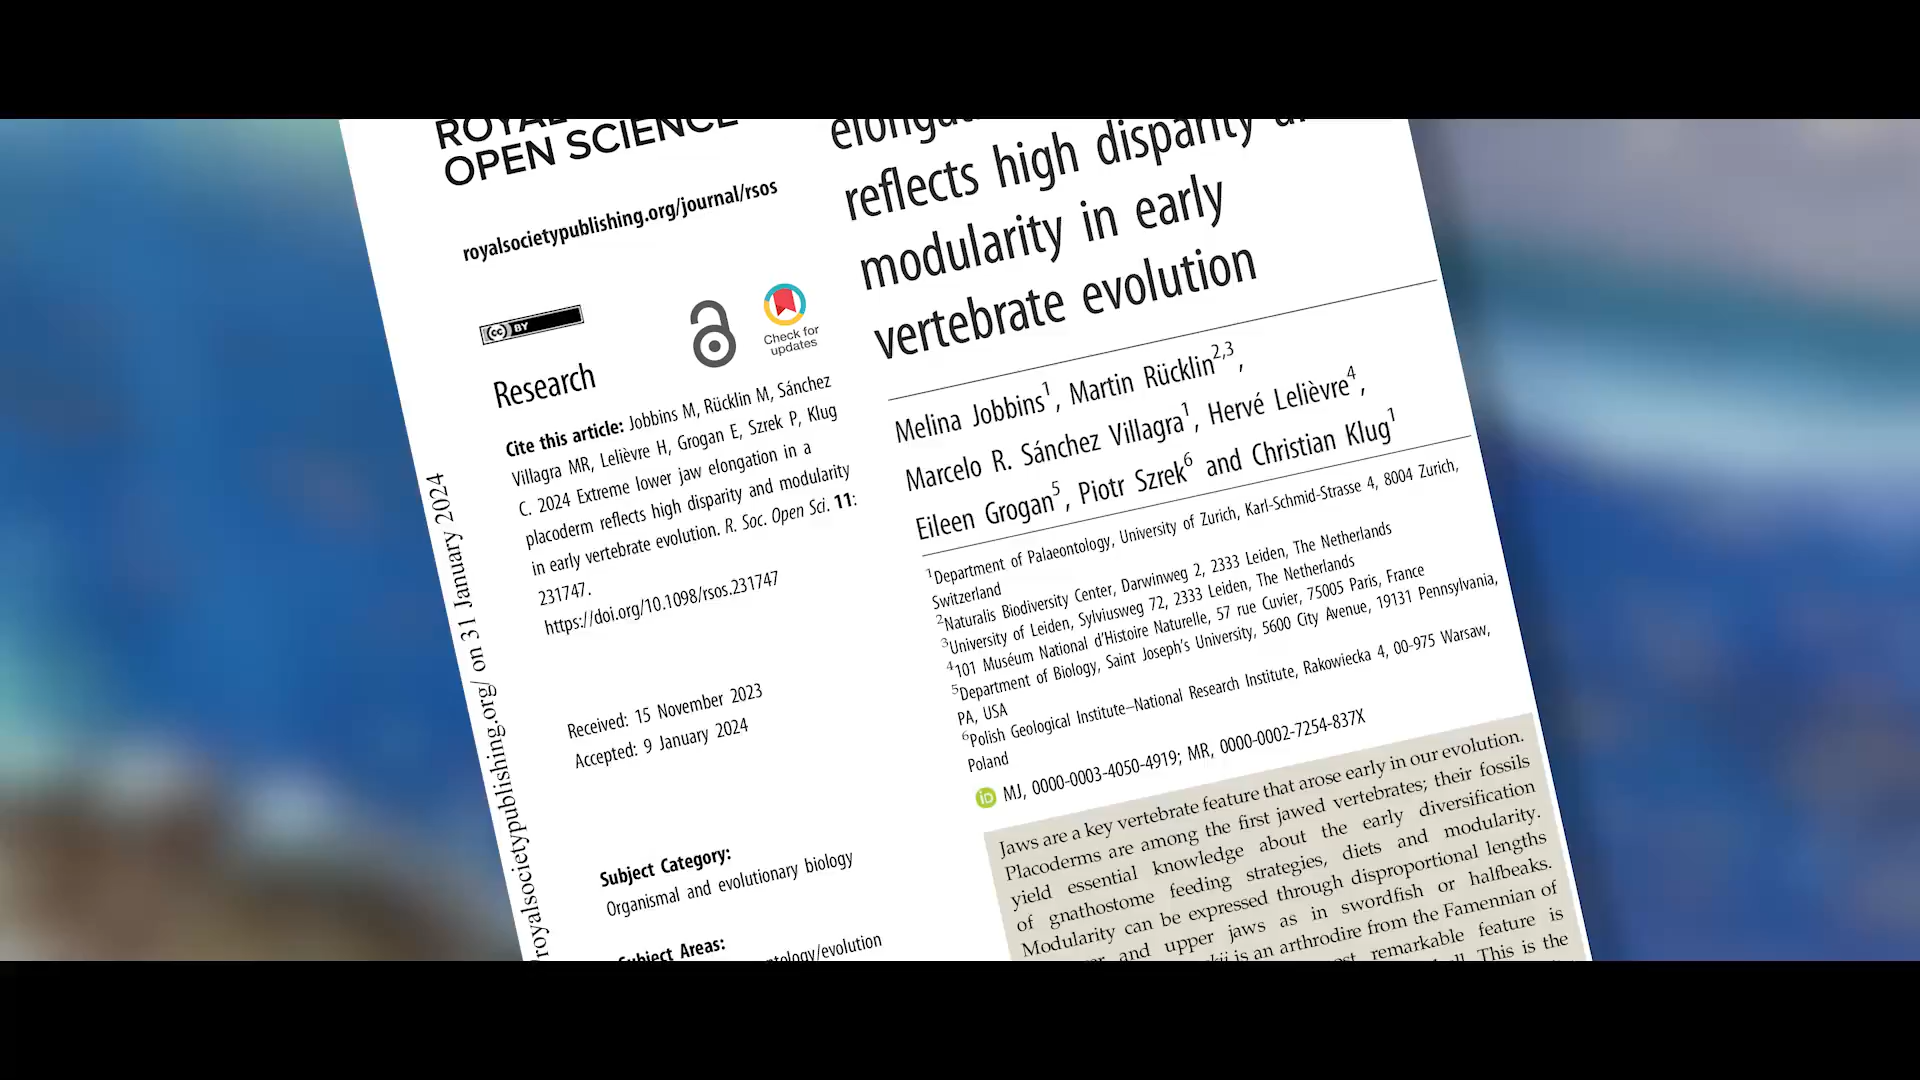 OPEN SCIENCE
royalsocietypublishing.org/journal/rsos
cc BY
Check for
updates
Research
Cite this article: Jobbins M, Rücklin M, Sánchez
Villagra MR, Lelièvre H, Grogan E, Szrek P, Klug
C. 2024 Extreme lower jaw elongation in a
placoderm reflects high disparity and modularity
in early vertebrate evolution. R. Soc. Open Sci. 11:
231747.
https://doi.org/10.1098/rsos.231747
Received: 15 November 2023
Accepted: 9 January 2024
Subject Category:
Organismal and evolutionary biology
Subject Areas:
royalsocietypublishing.org/ on 31 January 2024
reflects high disparity
modularity in early
vertebrate evolution
Melina Jobbins1, Martin Rücklin2,3,
Marcelo R. Sánchez Villagra1, Hervé Lelièvre4,
Eileen Grogan5, Piotr Szrek6 and Christian Klug1
1Department of Palaeontology, University of Zurich, Karl-Schmid-Strasse 4, 8004 Zurich,
Switzerland
2Naturalis Biodiversity Center, Darwinweg 2, 2333 Leiden, The Netherlands
3University of Leiden, Sylviusweg 72, 2333 Leiden, The Netherlands
4101 Muséum National d'Histoire Naturelle, 57 rue Cuvier, 75005 Paris, France
5Department of Biology, Saint Joseph's University, 5600 City Avenue, 19131 Pennsylvania,
PA, USA
6Polish Geological Institute–National Research Institute, Rakowiecka 4, 00-975 Warsaw,
Poland
iD MJ, 0000-0003-4050-4919; MR, 0000-0002-7254-837X
Jaws are a key vertebrate feature that arose early in our evolution.
Placoderms are among the first jawed vertebrates; their fossils
yield essential knowledge about the early diversification
of gnathostome feeding strategies, diets and modularity.
Modularity can be expressed through disproportional lengths
and upper jaws as in swordfish or halfbeaks.
is an arthrodire from the Famennian of
remarkable feature is
This is the